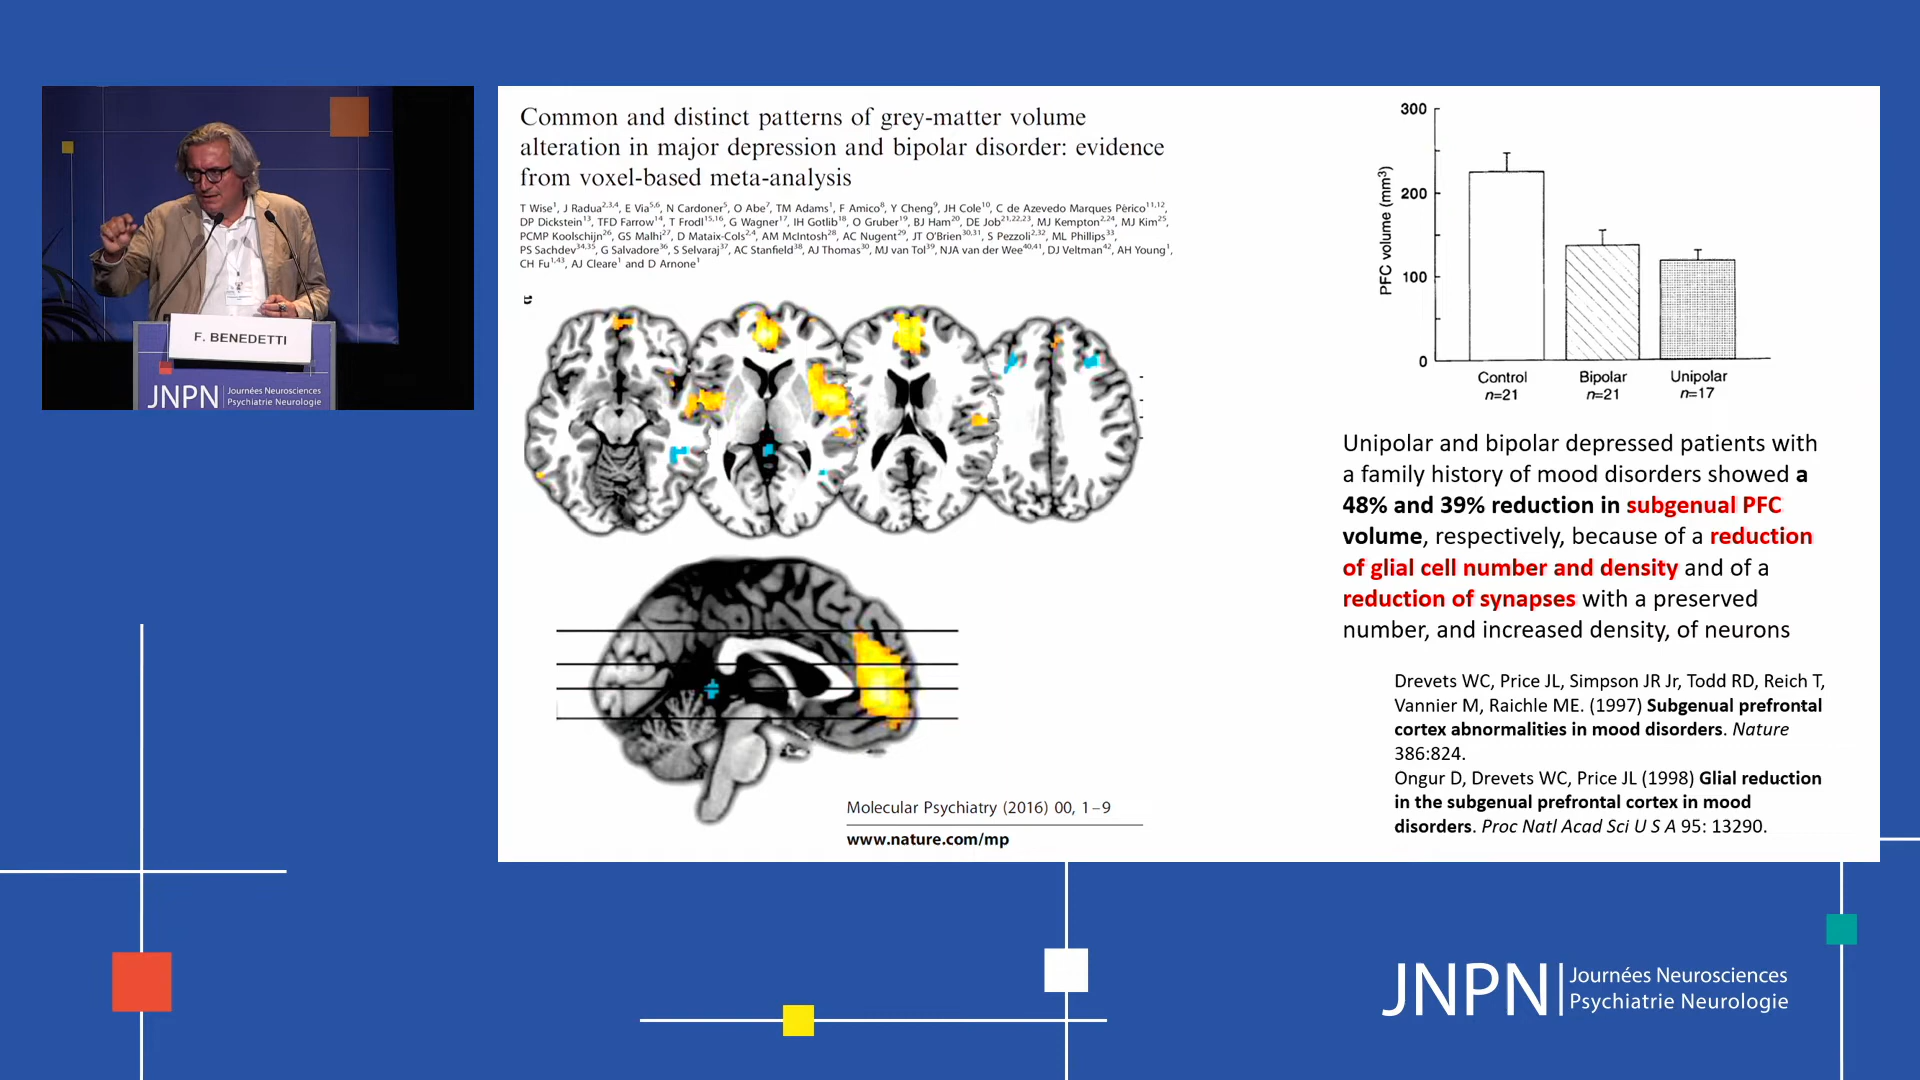 F. BENEDETTI
JNPN
Journées Neurosciences
Psychiatrie Neurologie
Common and distinct patterns of grey-matter volume
alteration in major depression and bipolar disorder: evidence
from voxel-based meta-analysis
T Wise1, J Radua2,3,4, E Via5,6, N Cardoner5, O Abe7, TM Adams1, F Amico8, Y Cheng9, JH Cole10, C de Azevedo Marques Périco11,12,
DP Dickstein13, TFD Farrow14, T Frodl15,16, G Wagner17, IH Gotlib18, O Gruber19, BJ Ham20, DE Job21,22,23, MJ Kempton2,24, MJ Kim25,
PCMP Koolschijn26, GS Malhi27, D Mataix-Cols2,4, AM McIntosh28, AC Nugent29, JT O'Brien30,31, S Pezzoli2,32, ML Phillips33,
PS Sachdev34,35, G Salvadore36, S Selvaraj37, AC Stanfield38, AJ Thomas30, MJ van Tol39, NJA van der Wee40,41, DJ Veltman42, AH Young1,
CH Fu1,43, AJ Cleare1 and D Arnone1
Molecular Psychiatry (2016) 00, 1–9
www.nature.com/mp
300
200
100
0
PFC volume (mm3)
Control
n=21
Bipolar
n=21
Unipolar
n=17
Unipolar and bipolar depressed patients with
a family history of mood disorders showed a
48% and 39% reduction in subgenual PFC
volume, respectively, because of a reduction
of glial cell number and density and of a
reduction of synapses with a preserved
number, and increased density, of neurons
Drevets WC, Price JL, Simpson JR Jr, Todd RD, Reich T,
Vannier M, Raichle ME. (1997) Subgenual prefrontal
cortex abnormalities in mood disorders. Nature
386:824.
Ongur D, Drevets WC, Price JL (1998) Glial reduction
in the subgenual prefrontal cortex in mood
disorders. Proc Natl Acad Sci U S A 95: 13290.
JNPN
Journées Neurosciences
Psychiatrie Neurologie